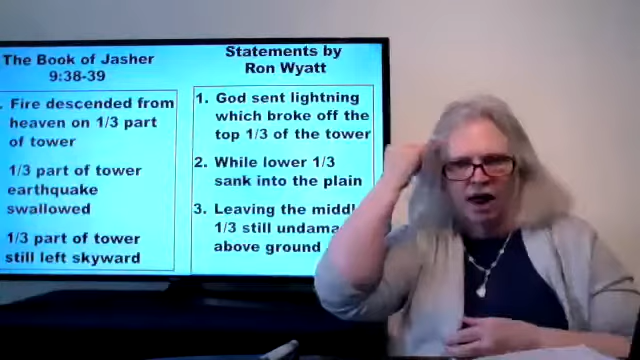 The Book of Jasher
9:38-39
Fire descended from
heaven on 1/3 part
of tower
1/3 part of tower
earthquake
swallowed
1/3 part of tower
still left skyward
Statements by
Ron Wyatt
1. God sent lightning
which broke off the
top 1/3 of the tower
2. While lower 1/3
sank into the plain
3. Leaving the
1/3 still
above ground